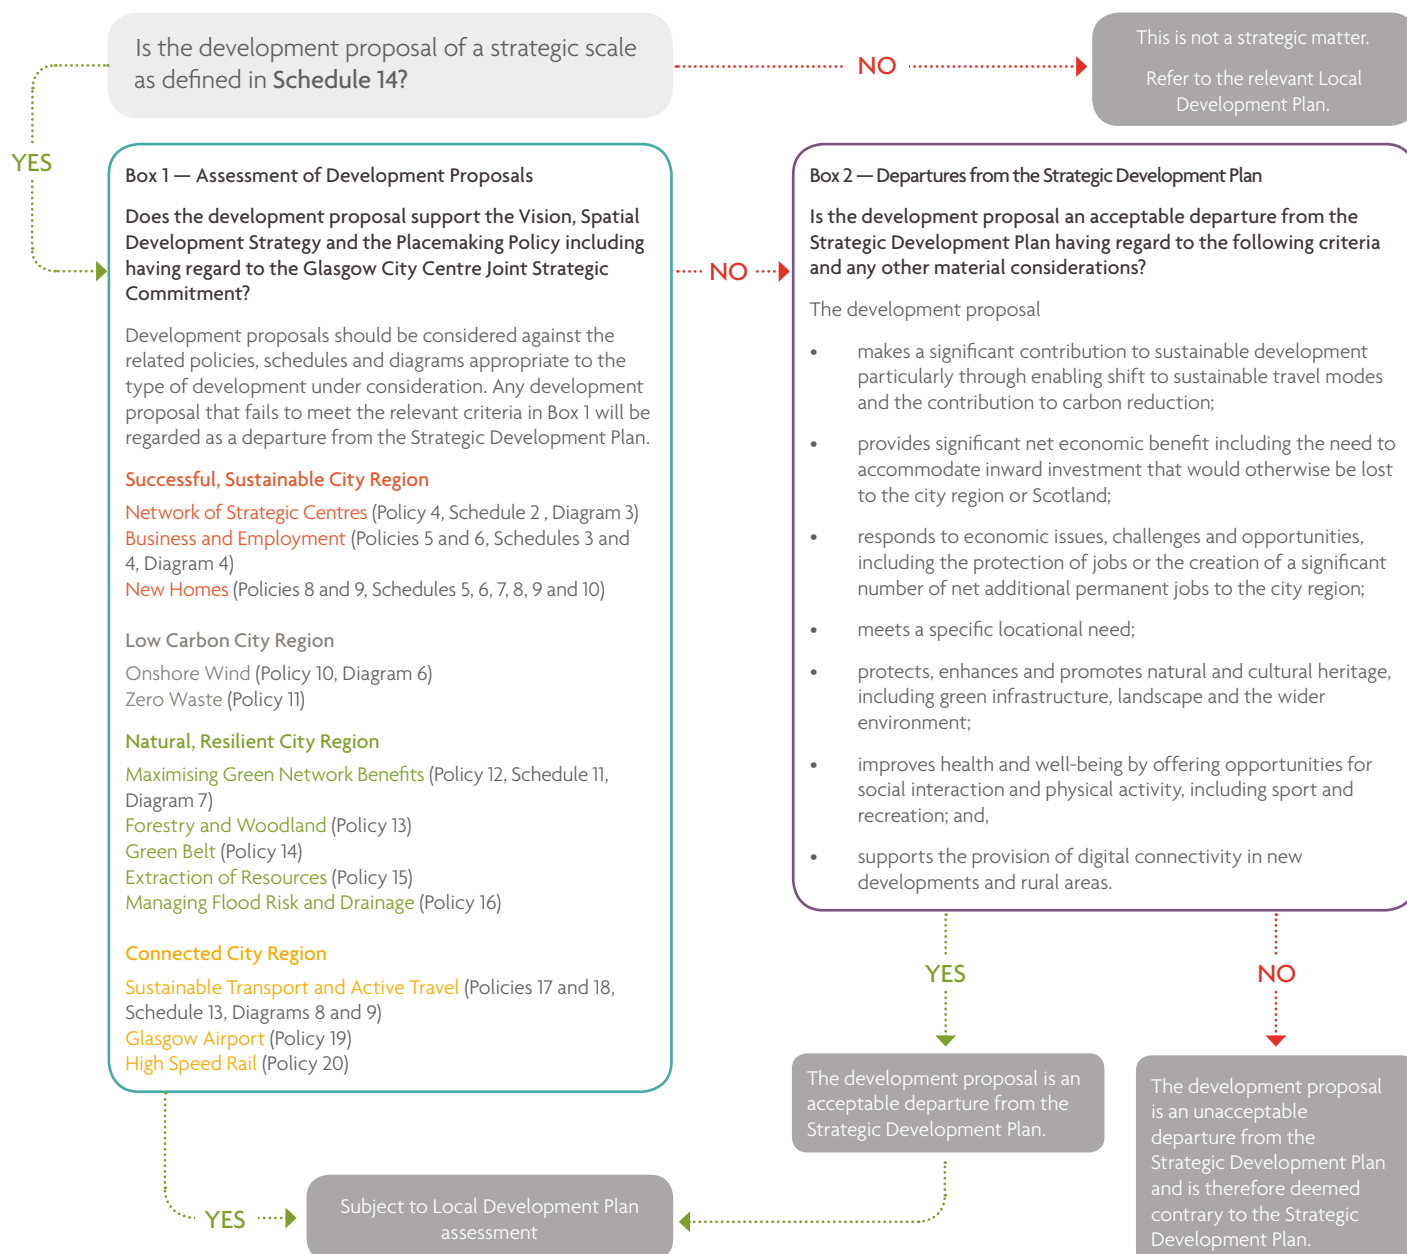 Is the development proposal of a strategic scale
as defined in Schedule 14?
NO
This is not a strategic matter.
Refer to the relevant Local
Development Plan.
YES
Box 1 — Assessment of Development Proposals
Does the development proposal support the Vision, Spatial
Development Strategy and the Placemaking Policy including
having regard to the Glasgow City Centre Joint Strategic
Commitment?
Development proposals should be considered against the
related policies, schedules and diagrams appropriate to the
type of development under consideration. Any development
proposal that fails to meet the relevant criteria in Box 1 will be
regarded as a departure from the Strategic Development Plan.
Successful, Sustainable City Region
Network of Strategic Centres (Policy 4, Schedule 2 , Diagram 3)
Business and Employment (Policies 5 and 6, Schedules 3 and
4, Diagram 4)
New Homes (Policies 8 and 9, Schedules 5, 6, 7, 8, 9 and 10)
Low Carbon City Region
Onshore Wind (Policy 10, Diagram 6)
Zero Waste (Policy 11)
Natural, Resilient City Region
Maximising Green Network Benefits (Policy 12, Schedule 11,
Diagram 7)
Forestry and Woodland (Policy 13)
Green Belt (Policy 14)
Extraction of Resources (Policy 15)
Managing Flood Risk and Drainage (Policy 16)
Connected City Region
Sustainable Transport and Active Travel (Policies 17 and 18,
Schedule 13, Diagrams 8 and 9)
Glasgow Airport (Policy 19)
High Speed Rail (Policy 20)
NO
Box 2 — Departures from the Strategic Development Plan
Is the development proposal an acceptable departure from the
Strategic Development Plan having regard to the following criteria
and any other material considerations?
The development proposal
• makes a significant contribution to sustainable development
particularly through enabling shift to sustainable travel modes
and the contribution to carbon reduction;
• provides significant net economic benefit including the need to
accommodate inward investment that would otherwise be lost
to the city region or Scotland;
• responds to economic issues, challenges and opportunities,
including the protection of jobs or the creation of a significant
number of net additional permanent jobs to the city region;
• meets a specific locational need;
• protects, enhances and promotes natural and cultural heritage,
including green infrastructure, landscape and the wider
environment;
• improves health and well-being by offering opportunities for
social interaction and physical activity, including sport and
recreation; and,
• supports the provision of digital connectivity in new
developments and rural areas.
YES
NO
The development proposal is an
acceptable departure from the
Strategic Development Plan.
The development proposal
is an unacceptable
departure from the
Strategic Development Plan
and is therefore deemed
contrary to the Strategic
Development Plan.
YES
Subject to Local Development Plan
assessment